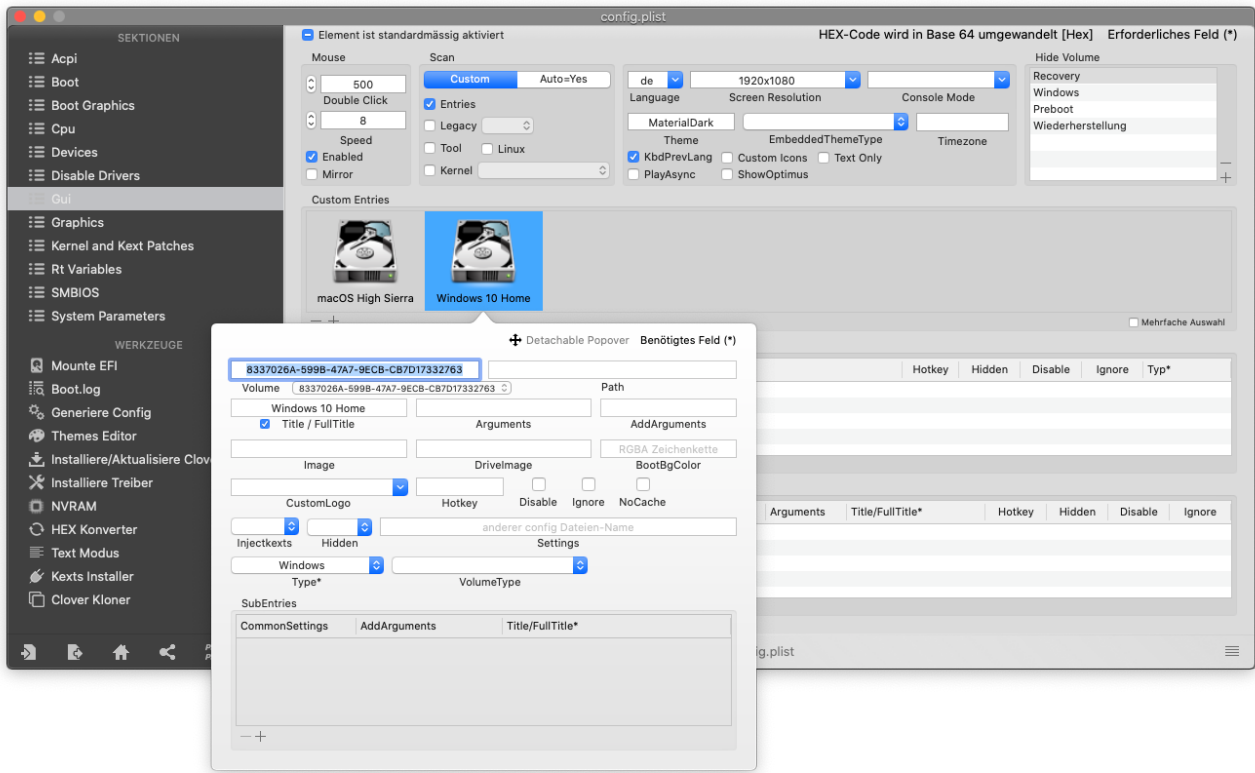 config.plist
SEKTIONEN
Acpi
Boot
Boot Graphics
Cpu
Devices
Disable Drivers
Gui
Graphics
Kernel and Kext Patches
Rt Variables
SMBIOS
System Parameters
WERKZEUGE
Mounte EFI
Boot.log
Generiere Config
Themes Editor
Installiere/Aktualisiere Clov
Installiere Treiber
NVRAM
HEX Konverter
Text Modus
Kexts Installer
Clover Kloner
Element ist standardmässig aktiviert
HEX-Code wird in Base 64 umgewandelt [Hex] Erforderliches Feld (*)
Mouse
500
Double Click
8
Speed
Enabled
Mirror
Scan
Custom Auto=Yes
Entries
Legacy
Tool Linux
Kernel
de 1920x1080
Language Screen Resolution Console Mode
MaterialDark
Theme EmbeddedThemeType Timezone
KbdPrevLang Custom Icons Text Only
PlayAsync ShowOptimus
Hide Volume
Recovery
Windows
Preboot
Wiederherstellung
Custom Entries
macOS High Sierra Windows 10 Home
Mehrfache Auswahl
Detachable Popover Benötigtes Feld (*)
8337026A-599B-47A7-9ECB-CB7D17332763
Volume 8337026A-599B-47A7-9ECB-CB7D17332763 Path
Windows 10 Home
Title / FullTitle Arguments AddArguments
RGBA Zeichenkette
Image DriveImage BootBgColor
CustomLogo Hotkey Disable Ignore NoCache
anderer config Dateien-Name
Injectkexts Hidden Settings
Windows
Type* VolumeType
SubEntries
CommonSettings AddArguments Title/FullTitle*
Hotkey Hidden Disable Ignore Typ*
Arguments Title/FullTitle* Hotkey Hidden Disable Ignore
ig.plist